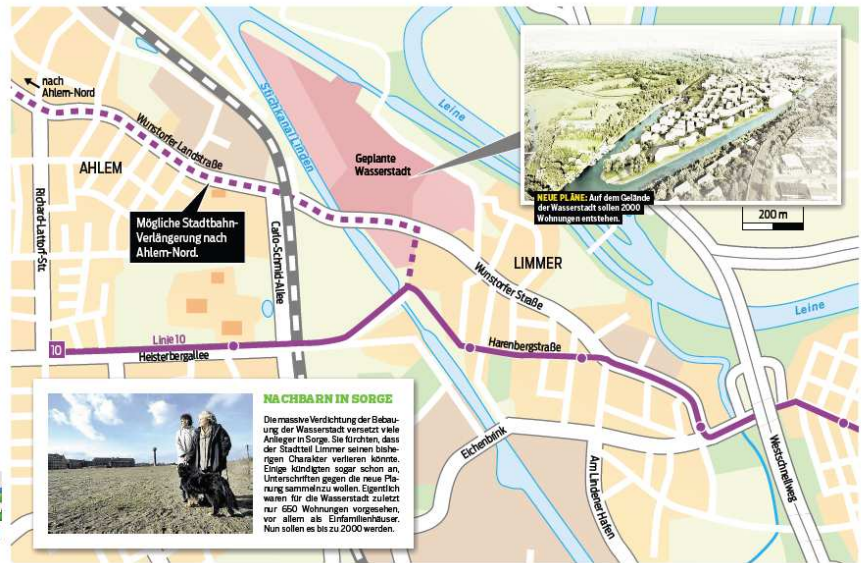 nach
Ahlem-Nord
Wunstorfer Landstraße
AHLEM
Richard-Lattorf-Str.
Mögliche Stadtbahn-
Verlängerung nach
Ahlem-Nord.
Carlo-Schmid-Allee
Stichkanal Linden
Geplante
Wasserstadt
Leine
NEUE PLÄNE: Auf dem Gelände
der Wasserstadt sollen 2000
Wohnungen entstehen.
200 m
LIMMER
Wunstorfer Straße
Leine
10
Linie 10
Heisterbergallee
Harenbergstraße
Eichenbrink
Am Lindener Hafen
Westschnellweg
NACHBARN IN SORGE
Die massive Verdichtung der Bebau-
ung der Wasserstadt versetzt viele
Anlieger in Sorge. Sie fürchten, dass
der Stadtteil Limmer seinen bishe-
rigen Charakter verlieren könnte.
Einige kündigten sogar schon an,
Unterschriften gegen die neue Pla-
nung sammeln zu wollen. Eigentlich
waren für die Wasserstadt zuletzt
nur 650 Wohnungen vorgesehen,
vor allem als Einfamilienhäuser.
Nun sollen es bis zu 2000 werden.